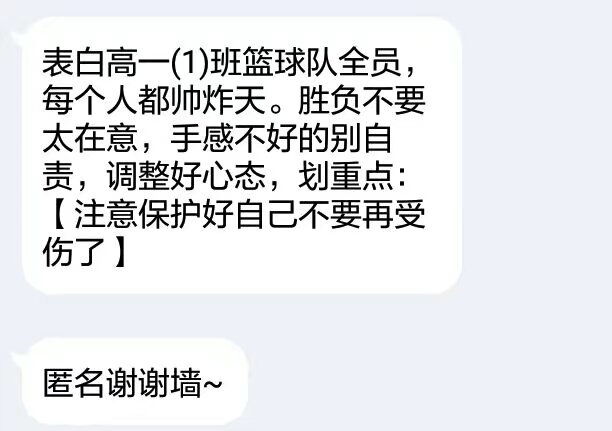 表白高一(1)班篮球队全员，
每个人都帅炸天。胜负不要
太在意，手感不好的别自
责，调整好心态，划重点：
【注意保护好自己不要再受
伤了】
匿名谢谢墙~